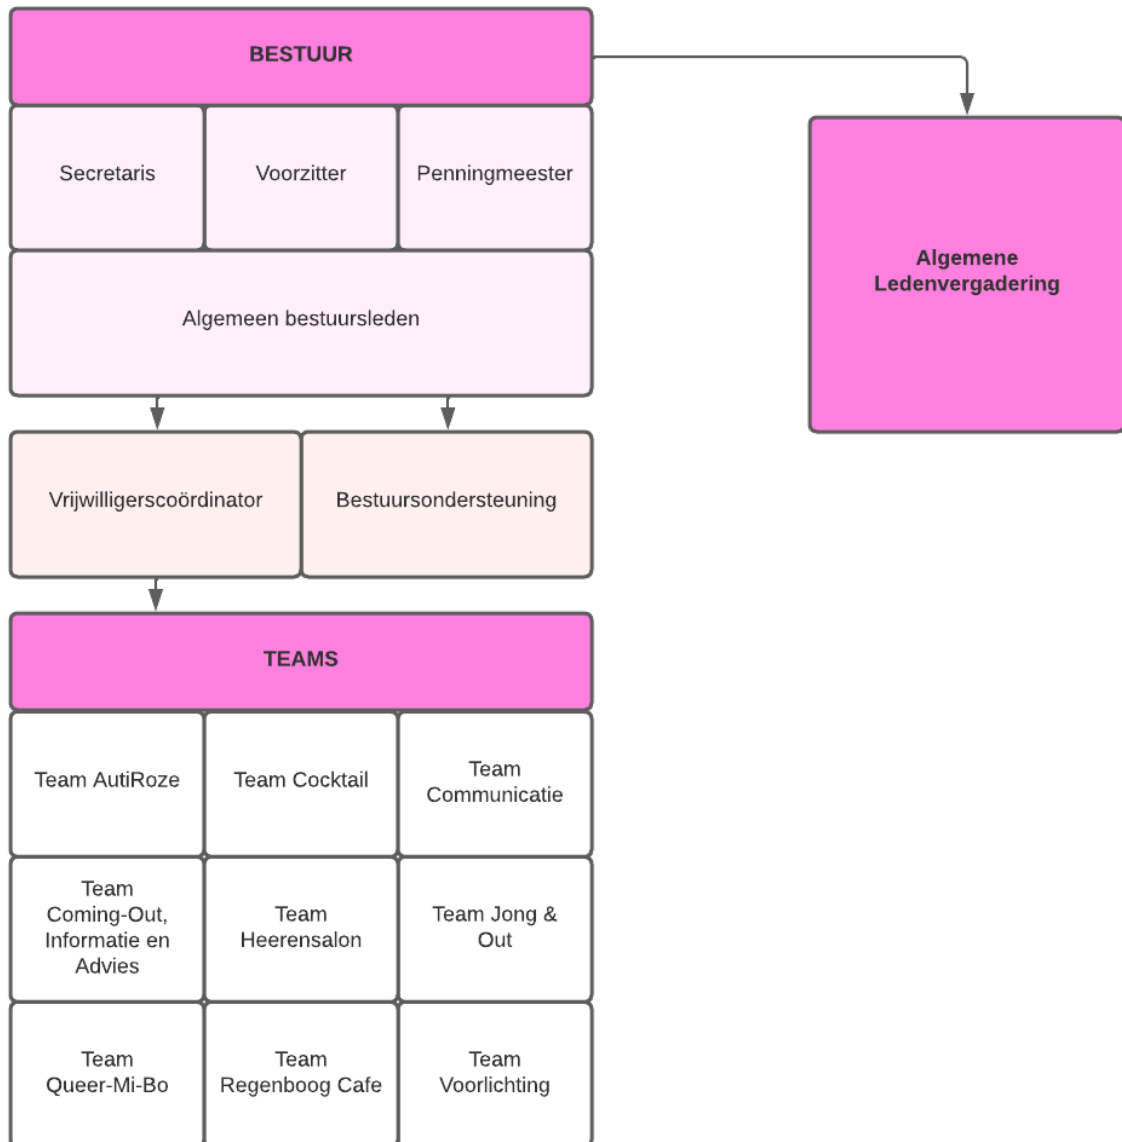 BESTUUR
Secretaris
Voorzitter
Penningmeester
Algemene
Ledenvergadering
Algemeen bestuursleden
Vrijwilligerscoördinator
Bestuursondersteuning
TEAMS
Team AutiRoze
Team Cocktail
Team
Communicatie
Team
Coming-Out,
Informatie en
Advies
Team
Heerensalon
Team Jong &
Out
Team
Queer-Mi-Bo
Team
Regenboog Cafe
Team
Voorlichting